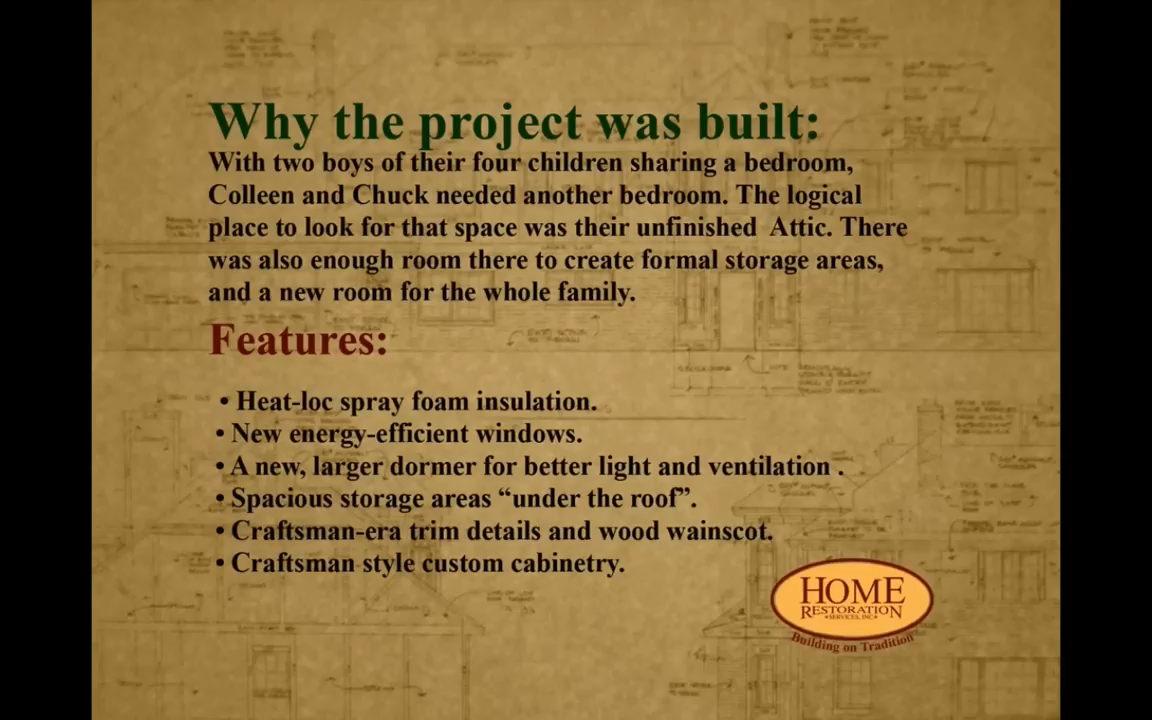 Why the project was built:
With two boys of their four children sharing a bedroom,
Colleen and Chuck needed another bedroom. The logical
place to look for that space was their unfinished  Attic. There
was also enough room there to create formal storage areas,
and a new room for the whole family.
Features:
• Heat-loc spray foam insulation.
• New energy-efficient windows.
• A new, larger dormer for better light and ventilation .
• Spacious storage areas “under the roof”.
• Craftsman-era trim details and wood wainscot.
• Craftsman style custom cabinetry.
HOME
RESTORATION
•SERVICES, INC•
Building on Tradition